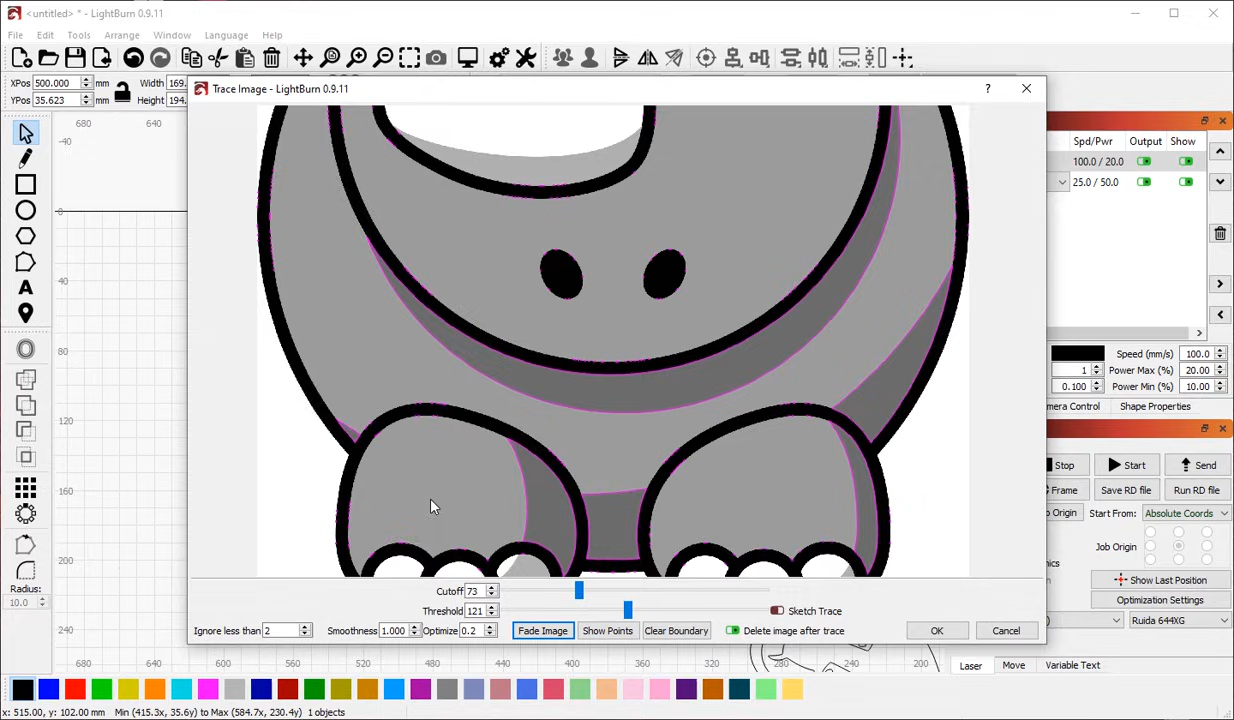 <untitled> * - LightBurn 0.9.11
File Edit Tools Arrange Window Language Help
XPos 500.000 mm Width 169.
YPos 35.623 mm Height 194.
Trace Image - LightBurn 0.9.11 ?
680 640
-40
0
40
80
120
160
200
240
Spd/Pwr Output Show
100.0 / 20.0
25.0 / 50.0
Speed (mm/s) 100.0
1 Power Max (%) 20.00
0.100 Power Min (%) 10.00
mera Control Shape Properties
Stop Start Send
Frame Save RD file Run RD file
o Origin Start From: Absolute Coords
Job Origin
nics
Show Last Position
Optimization Settings
) Ruida 644XG
Laser Move Variable Text
Radius:
10.0
Cutoff 73
Threshold 121 Sketch Trace
Ignore less than 2 Smoothness 1.000 Optimize 0.2 Fade Image Show Points Clear Boundary Delete image after trace OK Cancel
680 640 600 560 520 480 440 400 360 320 280 240 200
X: 515.00, y: 102.00 mm Min (415.3x, 35.6y) to Max (584.7x, 230.4y) 1 objects